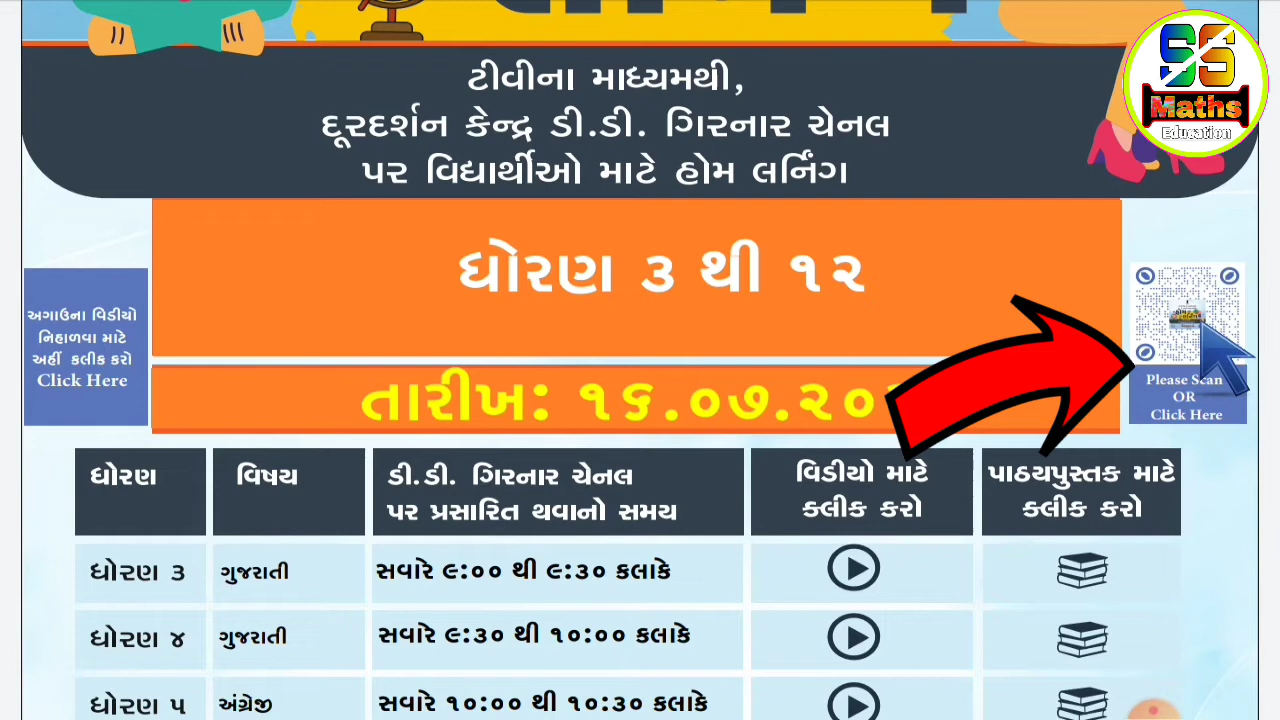 SS
Maths
Education
ટીવીના માધ્યમથી,
દૂરદર્શન કેન્દ્ર ડી.ડી. ગિરનાર ચેનલ
પર વિદ્યાર્થીઓ માટે હોમ લર્નિંગ
ધોરણ ૩ થી ૧૨
અગાઉના વિડીયો
નિહાળવા માટે
અહીં કલીક કરો
Click Here
તારીખ: ૧૬.૦૭.૨૦
Please Scan
OR
Click Here
ધોરણ
વિષય
ડી.ડી. ગિરનાર ચેનલ
પર પ્રસારિત થવાનો સમય
વિડીયો માટે
ક્લીક કરો
પાઠયપુસ્તક માટે
ક્લીક કરો
ધોરણ ૩ ગુજરાતી સવારે ૯:૦૦ થી ૯:૩૦ કલાકે
ધોરણ ૪ ગુજરાતી સવારે ૯:૩૦ થી ૧૦:૦૦ કલાકે
ધોરણ ૫ અંગ્રેજી સવારે ૧૦:૦૦ થી ૧૦:૩૦ કલાકે